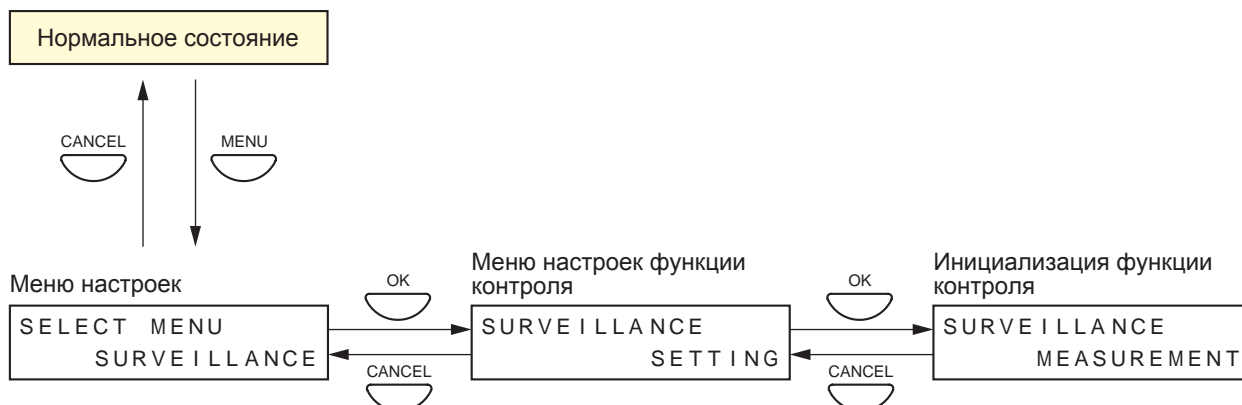 Нормальное состояние
CANCEL
MENU
Меню настроек
SELECT MENU
SURVEILLANCE
OK
CANCEL
Меню настроек функции
контроля
SURVEILLANCE
SETTING
OK
CANCEL
Инициализация функции
контроля
SURVEILLANCE
MEASUREMENT